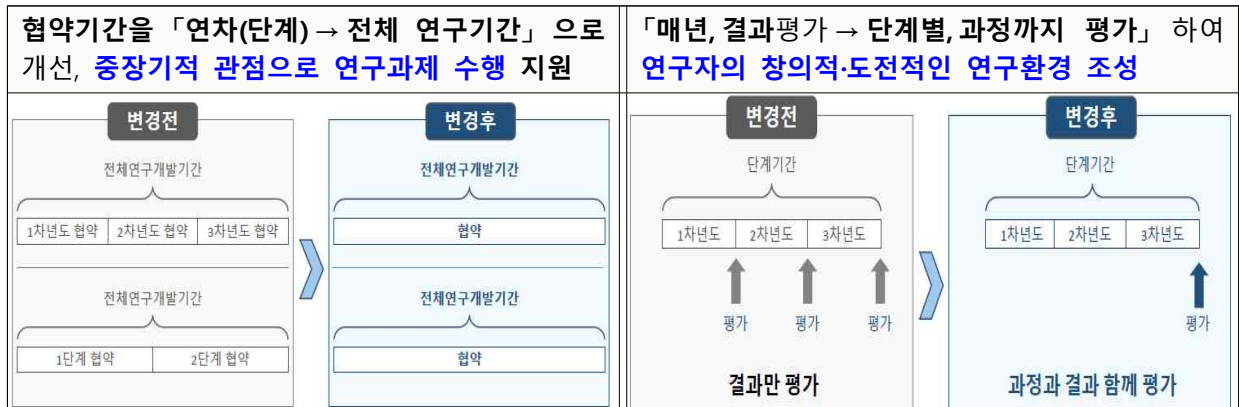 협약기간을 「연차(단계) → 전체 연구기간」 으로
개선, 중장기적 관점으로 연구과제 수행 지원
변경전
전체연구개발기간
1차년도 협약 2차년도 협약 3차년도 협약
전체연구개발기간
1단계 협약 2단계 협약
변경후
전체연구개발기간
협약
전체연구개발기간
협약
「매년, 결과평가 → 단계별, 과정까지 평가」 하여
연구자의 창의적·도전적인 연구환경 조성
변경전
단계기간
1차년도 2차년도 3차년도
평가 평가 평가
결과만 평가
변경후
단계기간
1차년도 2차년도 3차년도
평가
과정과 결과 함께 평가